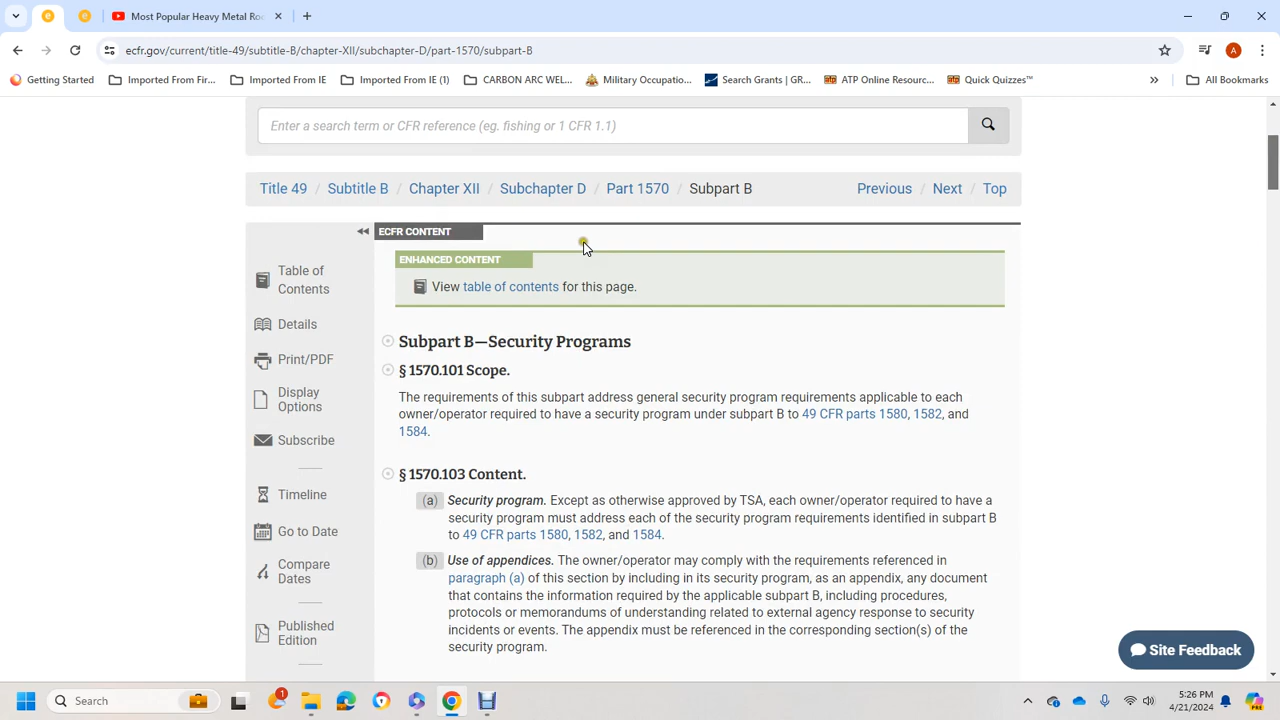 Most Popular Heavy Metal Ro
ecfr.gov/current/title-49/subtitle-B/chapter-XII/subchapter-D/part-1570/subpart-B
A
Getting Started
Imported From Fir...
Imported From IE
Imported From IE (1)
CARBON ARC WEL...
Military Occupatio...
Search Grants | GR...
ATP Online Resourc...
Quick Quizzes™
»
All Bookmarks
Enter a search term or CFR reference (eg. fishing or 1 CFR 1.1)
Title 49 / Subtitle B / Chapter XII / Subchapter D / Part 1570 / Subpart B
Previous / Next / Top
ECFR CONTENT
ENHANCED CONTENT
View table of contents for this page.
Table of
Contents
Details
Print/PDF
Display
Options
Subscribe
Timeline
Go to Date
Compare
Dates
Published
Edition
Subpart B—Security Programs
§ 1570.101 Scope.
The requirements of this subpart address general security program requirements applicable to each
owner/operator required to have a security program under subpart B to 49 CFR parts 1580, 1582, and
1584.
§ 1570.103 Content.
(a) Security program. Except as otherwise approved by TSA, each owner/operator required to have a
security program must address each of the security program requirements identified in subpart B
to 49 CFR parts 1580, 1582, and 1584.
(b) Use of appendices. The owner/operator may comply with the requirements referenced in
paragraph (a) of this section by including in its security program, as an appendix, any document
that contains the information required by the applicable subpart B, including procedures,
protocols or memorandums of understanding related to external agency response to security
incidents or events. The appendix must be referenced in the corresponding section(s) of the
security program.
Site Feedback
Search
1
5:26 PM
4/21/2024